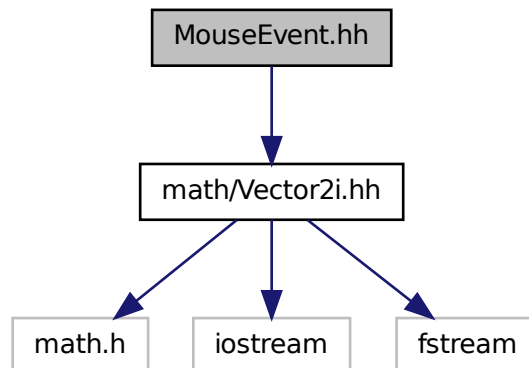 MouseEvent.hh
math/Vector2i.hh
math.h
iostream
fstream